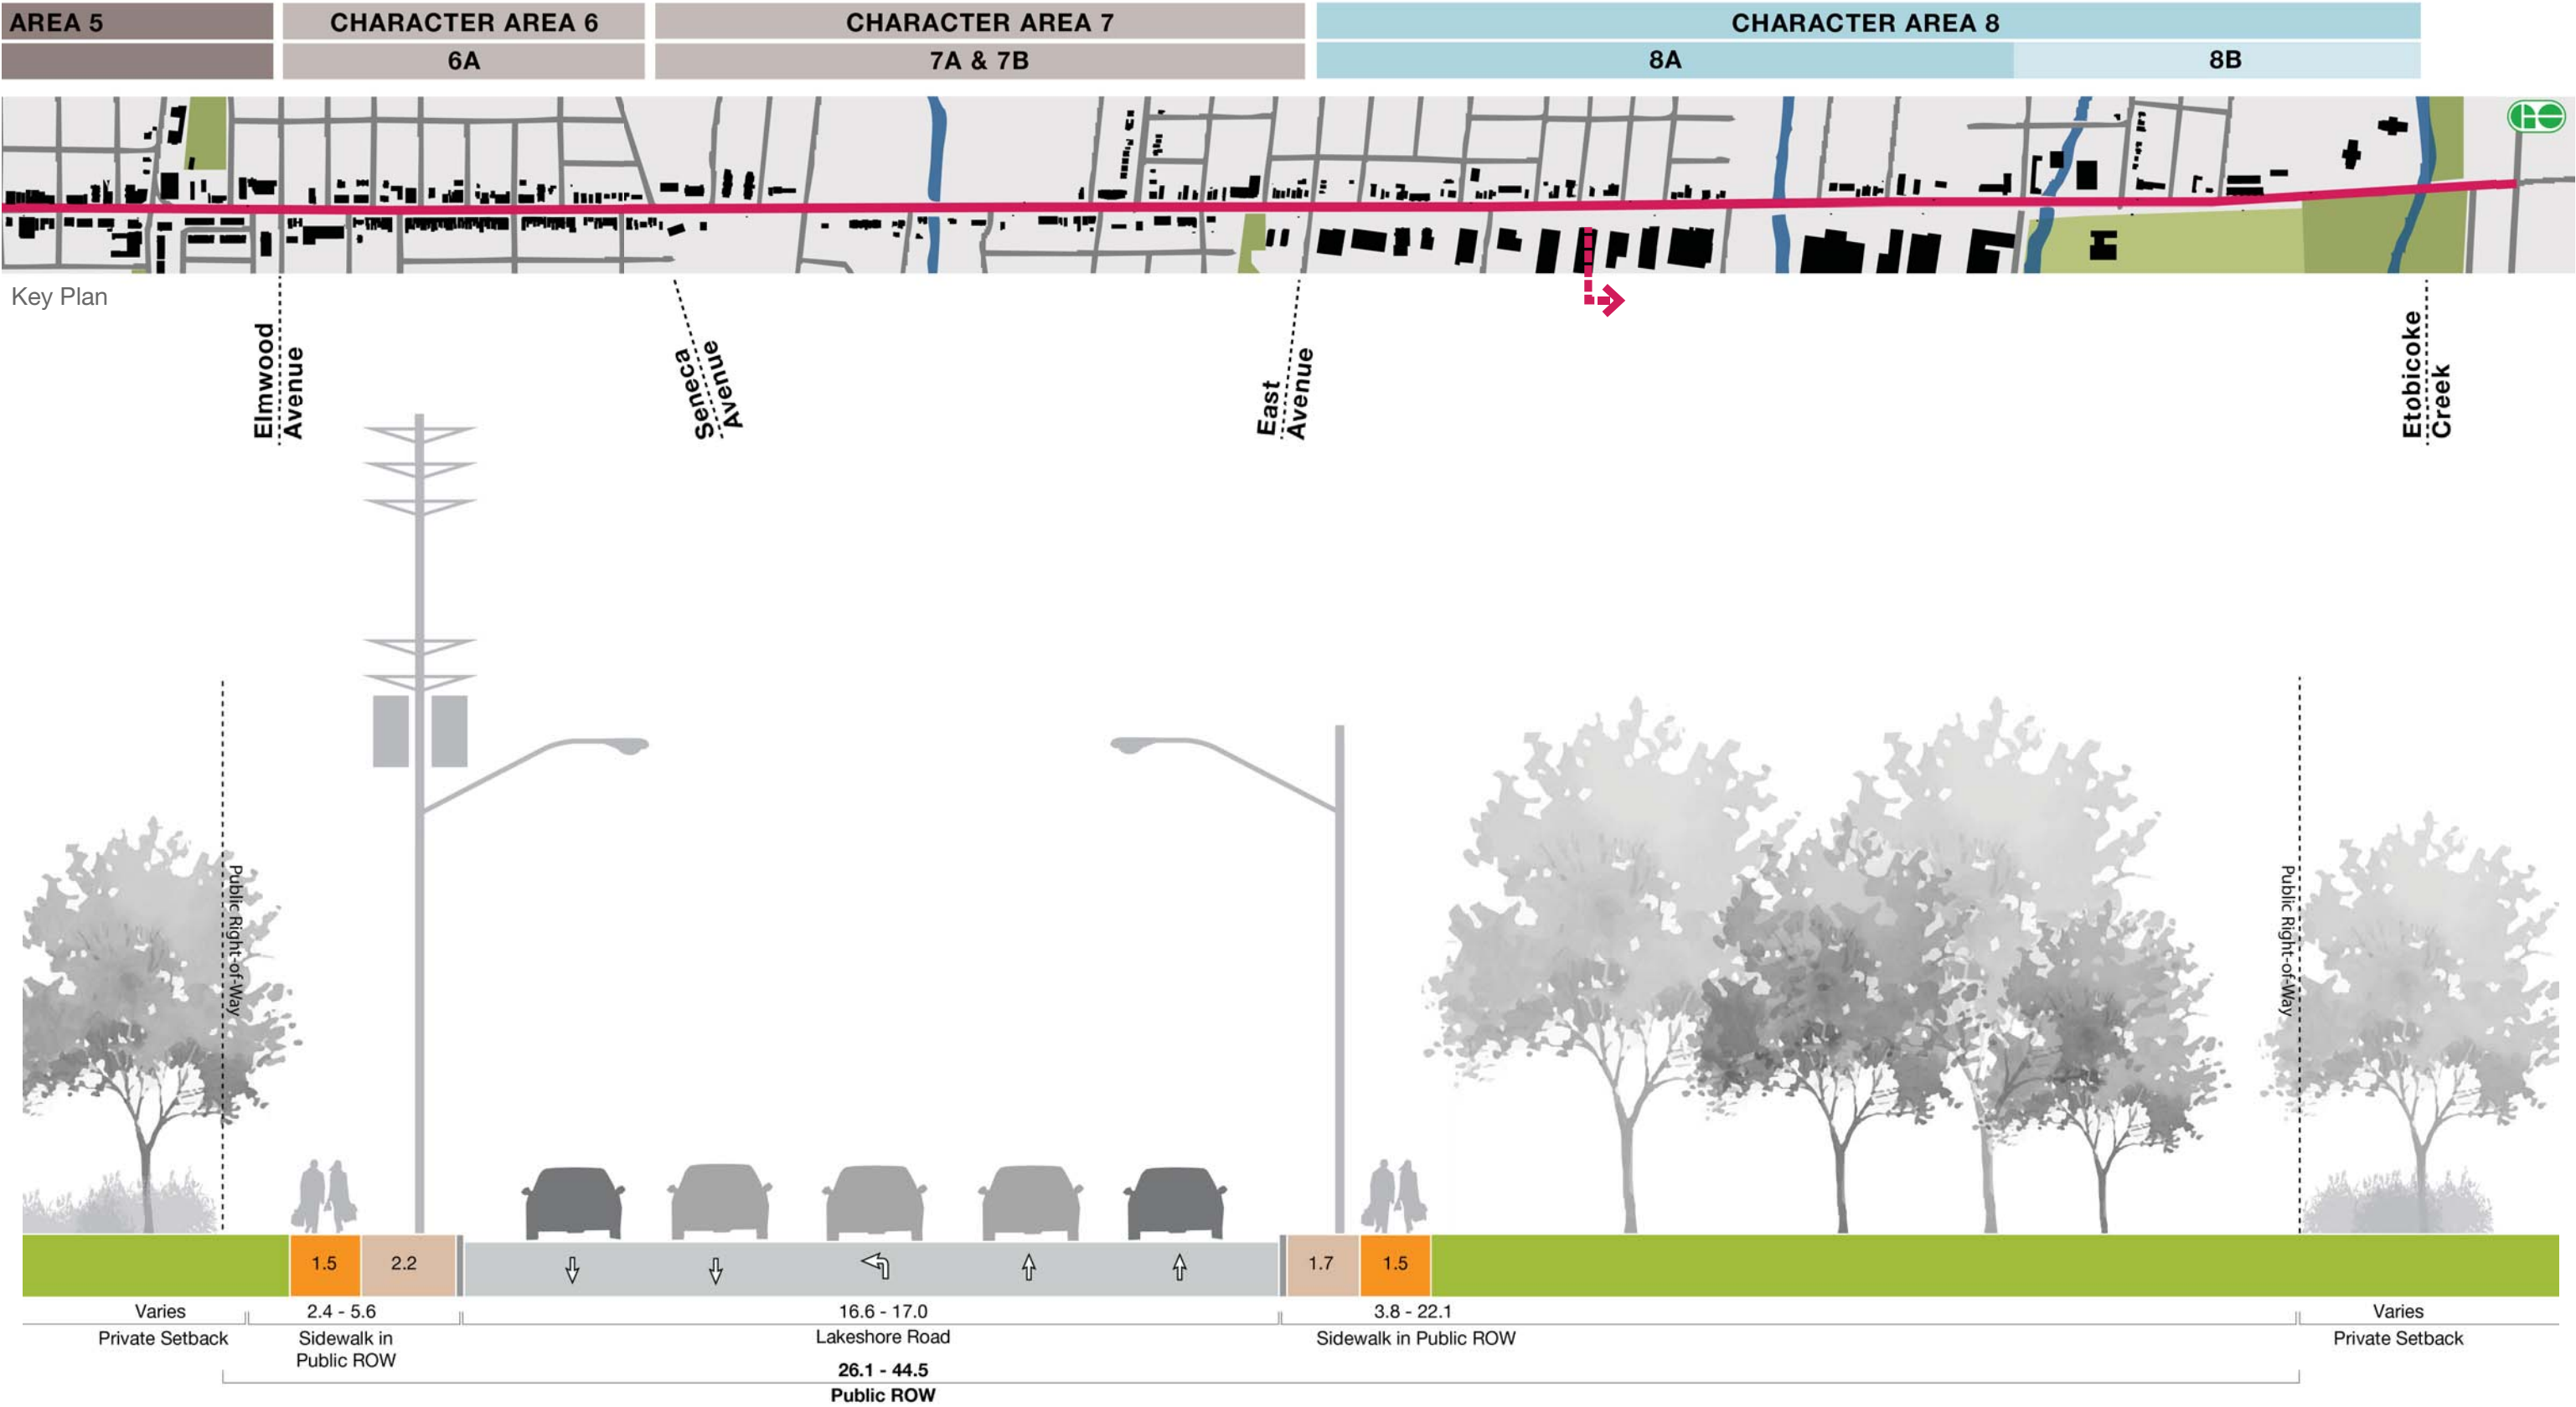 AREA 5
CHARACTER AREA 6
CHARACTER AREA 7
CHARACTER AREA 8
6A
7A & 7B
8A
8B
GO
Key Plan
Elmwood
Avenue
Seneca
Avenue
East
Avenue
Etobicoke
Creek
Public Right-of-Way
Public Right-of-Way
1.5
2.2
1.7
1.5
Varies
2.4 - 5.6
16.6 - 17.0
3.8 - 22.1
Varies
Private Setback
Sidewalk in
Public ROW
Lakeshore Road
Sidewalk in Public ROW
Private Setback
26.1 - 44.5
Public ROW